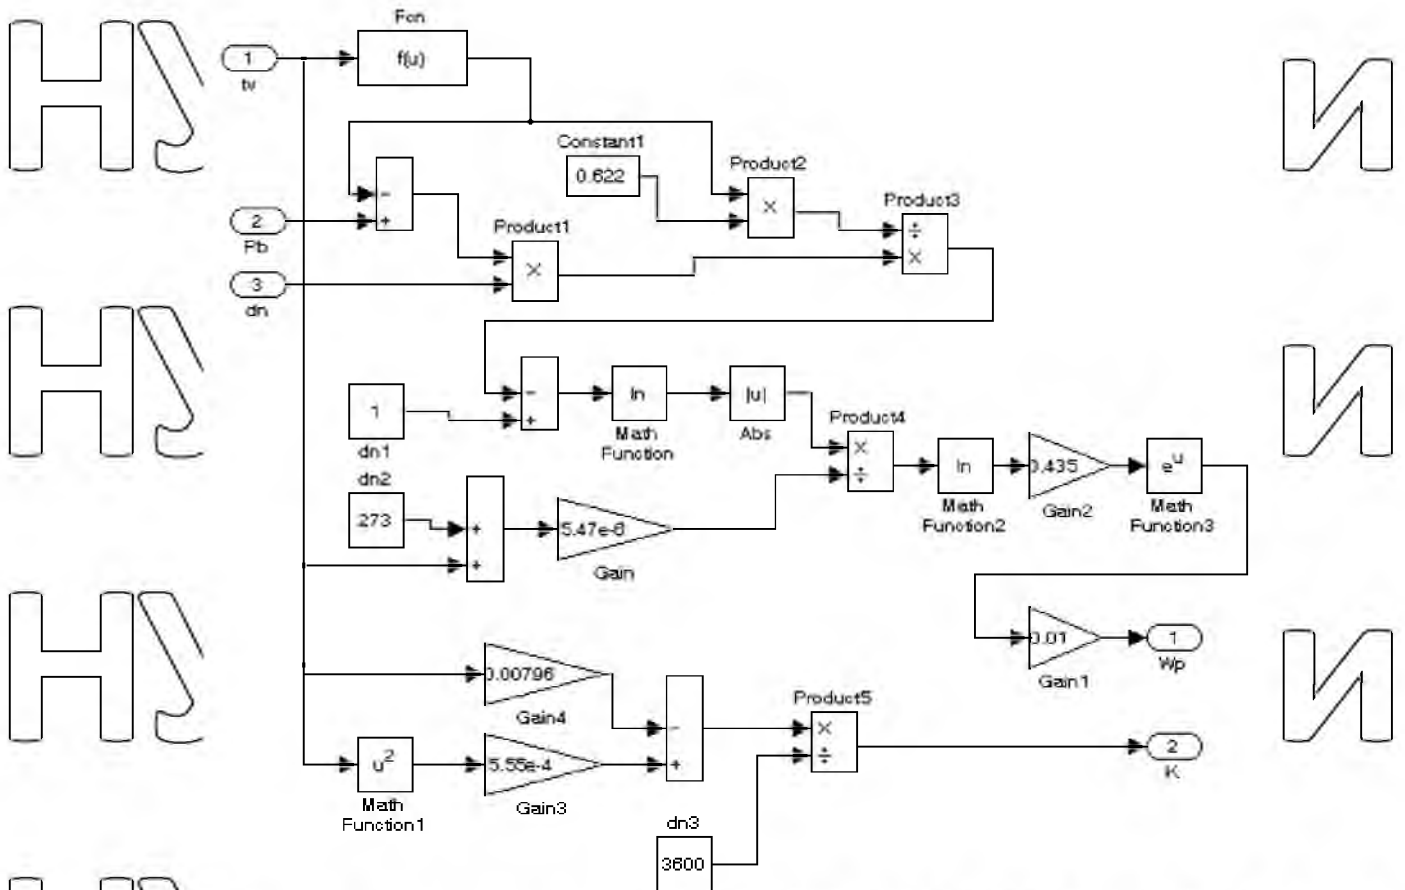 Fcn
1
f(u)
tv
Constant1
0.622
Product2
×
Product3
÷
×
-
+
2
Pb
Product1
×
3
dn
1
dn1
-
+
ln
Math
Function
|u|
Abs
Product4
×
÷
ln
Math
Function2
0.435
Gain2
e^u
Math
Function3
dn2
273
+
+
5.47e-6
Gain
0.01
Gain1
1
Wp
0.00796
Gain4
-
+
Product5
×
÷
2
K
u²
Math
Function1
5.55e-4
Gain3
dn3
3600
НУ
И
НУ
И
НУ
И